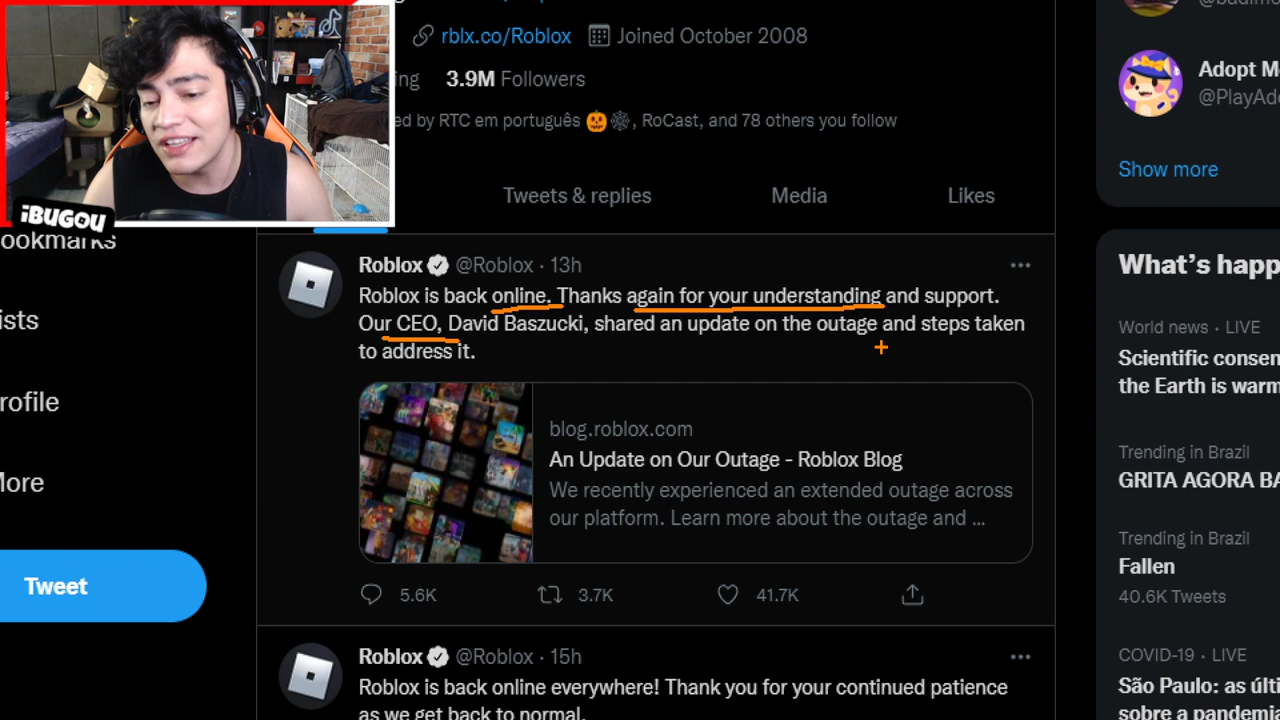 rblx.co/Roblox Joined October 2008
ing 3.9M Followers
ed by RTC em português 🎃🕸, RoCast, and 78 others you follow
Tweets & replies Media Likes
iBUGOU
ookmarks
ists
rofile
More
Tweet
Roblox @Roblox · 13h
Roblox is back online. Thanks again for your understanding and support.
Our CEO, David Baszucki, shared an update on the outage and steps taken
to address it.
blog.roblox.com
An Update on Our Outage - Roblox Blog
We recently experienced an extended outage across
our platform. Learn more about the outage and ...
5.6K 3.7K 41.7K
Roblox @Roblox · 15h
Roblox is back online everywhere! Thank you for your continued patience
as we get back to normal.
Adopt M
@PlayAd
Show more
What's happ
World news · LIVE
Scientific consen
the Earth is warm
Trending in Brazil
GRITA AGORA BA
Trending in Brazil
Fallen
40.6K Tweets
COVID-19 · LIVE
São Paulo: as últi
sobre a pandemia